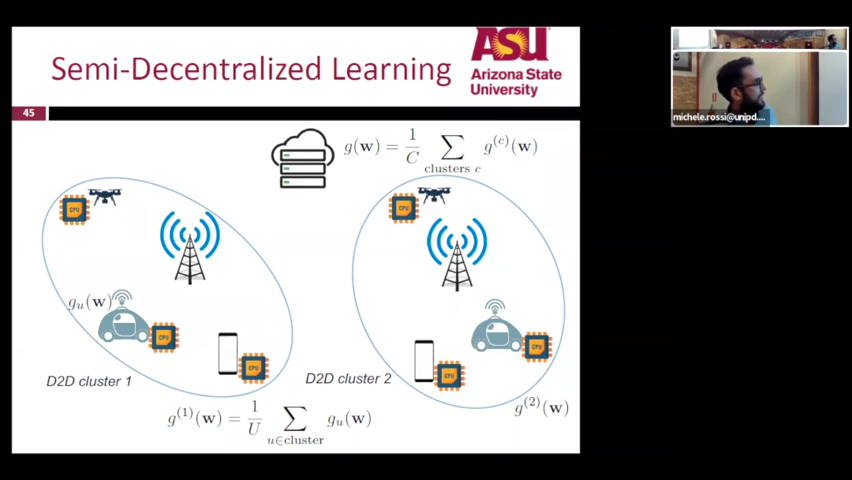 Semi-Decentralized Learning
ASU
Arizona State
University
45
g(w) = 1/C ∑ clusters c g^(c)(w)
CPU
CPU
g_u(w)
CPU
CPU
CPU
CPU
D2D cluster 1
D2D cluster 2
g^(1)(w) = 1/U ∑ u∈cluster g_u(w)
g^(2)(w)
michele.rossi@unipd....